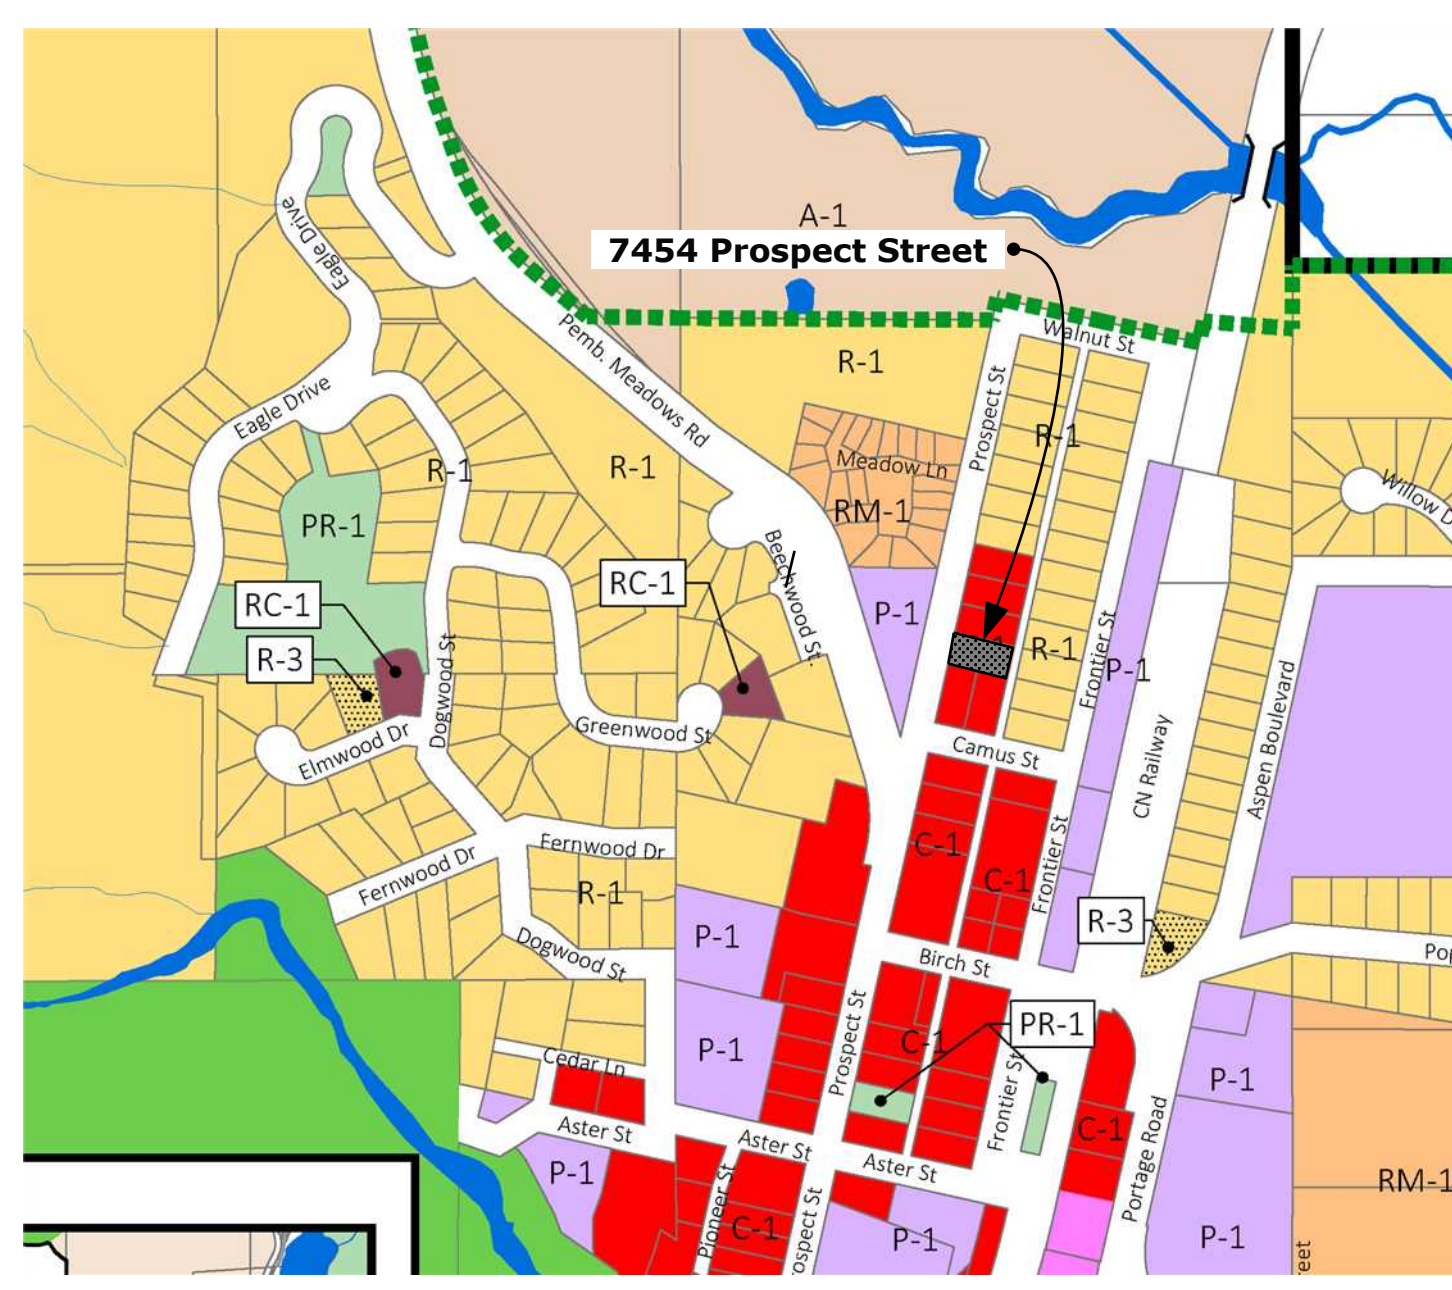 A-1
7454 Prospect Street
Eagle Drive
Walnut St
Pemb. Meadows Rd
R-1
Prospect St
Eagle Drive
R-1
R-1
R-1
Meadow Ln
RM-1
Willow D
PR-1
Beechwood St.
RC-1
RC-1
P-1
R-3
R-1
Frontier St
P-1
Dogwood St
Aspen Boulevard
Greenwood St
Elmwood Dr
Camus St
CN Railway
C-1
Fernwood Dr
Fernwood Dr
C-1
Frontier St
R-1
R-3
P-1
Dogwood St
Birch St
Po
PR-1
P-1
C-1
Prospect St
Cedar Ln
P-1
Frontier St
Aster St
Aster St
C-1
Portage Road
P-1
Aster St
RM-1
Pioneer St
C-1
ospect St
P-1
P-1
eet